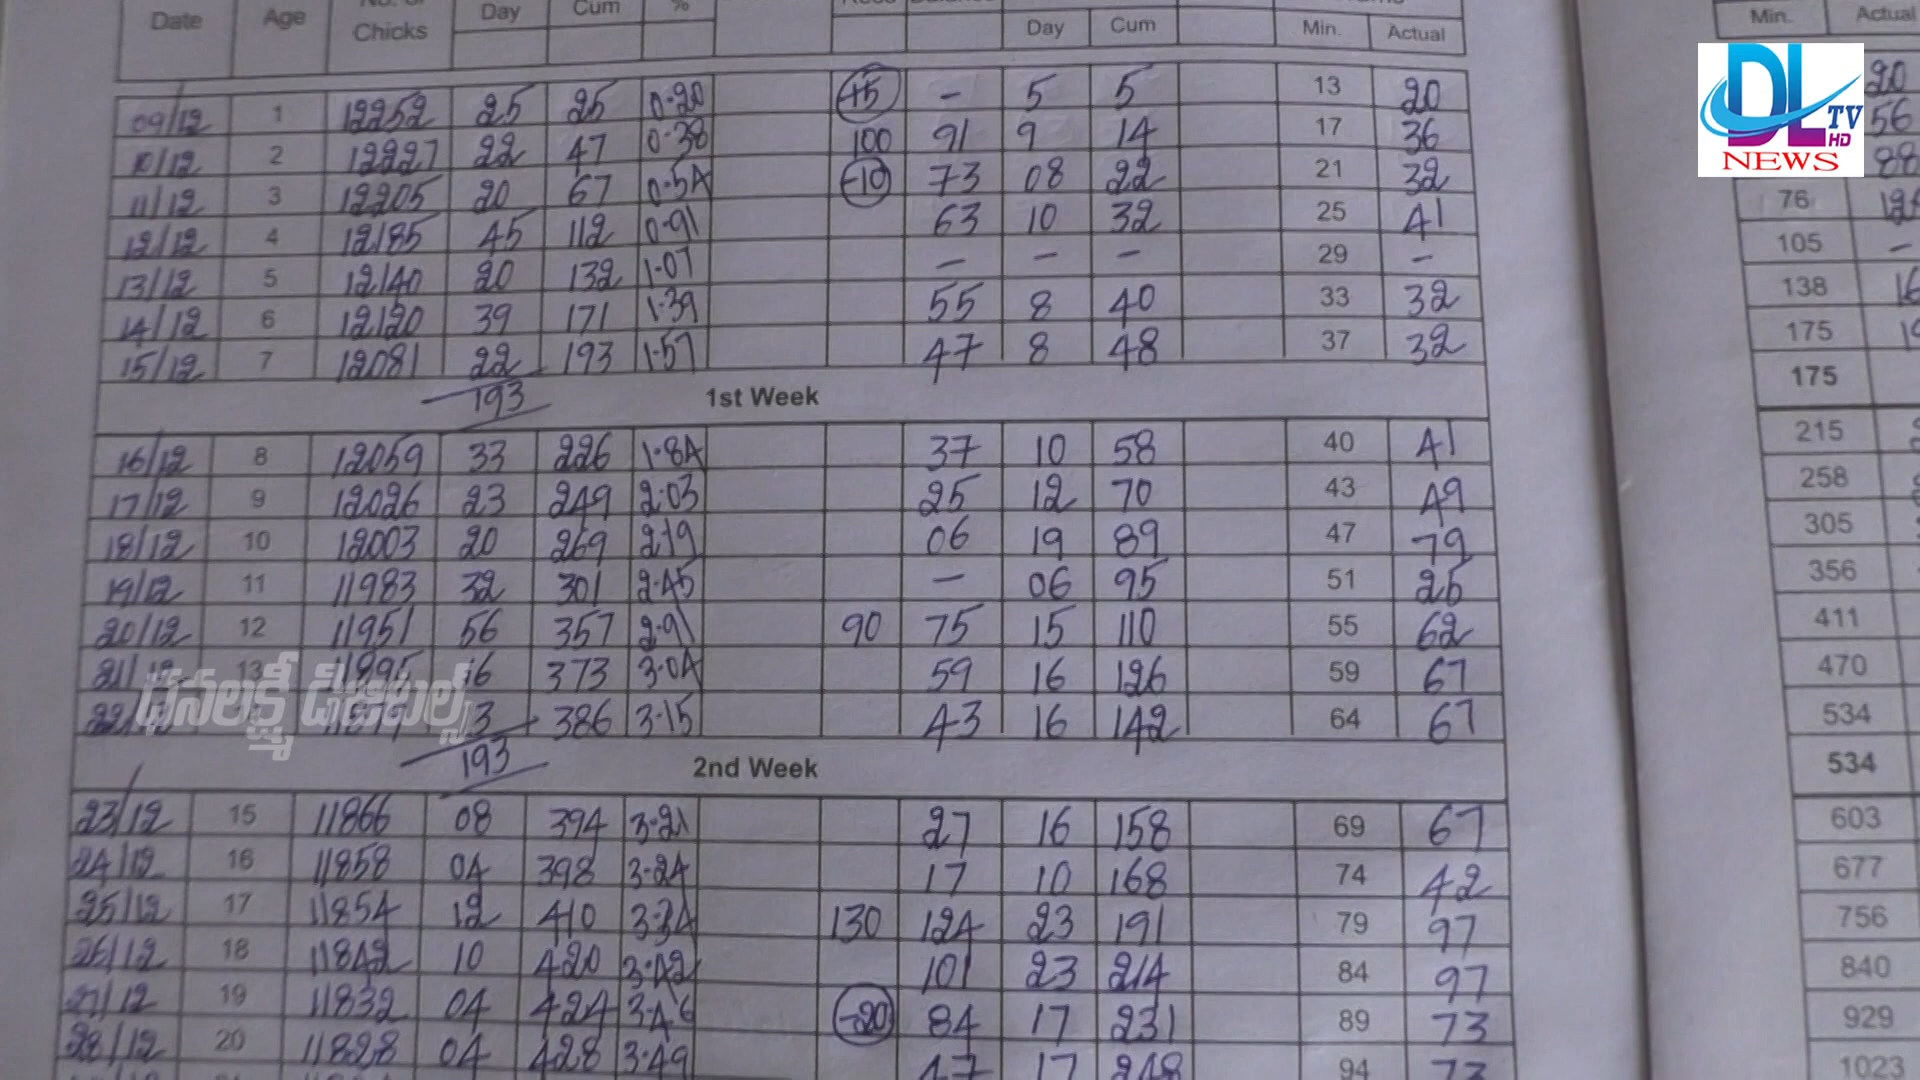 Date Age Chicks Day Cum % Day Cum Min. Actual Min. Actual
09/12 1 12252 25 25 0.20 +5 - 5 5 13 20 20
10/12 2 12227 22 47 0.38 100 91 9 14 17 36 56
11/12 3 12205 20 67 0.54 -10 73 08 22 21 32 88
12/12 4 12185 45 112 0.91 63 10 32 25 41 76
13/12 5 12140 20 132 1.07 - - - 29 - 105 -
14/12 6 12120 39 171 1.39 55 8 40 33 32 138
15/12 7 12081 22 193 1.57 47 8 48 37 32 175
193 1st Week 175
16/12 8 12059 33 226 1.84 37 10 58 40 41 215
17/12 9 12026 23 249 2.03 25 12 70 43 49 258
18/12 10 12003 20 269 2.19 06 19 89 47 79 305
19/12 11 11983 32 301 2.45 - 06 95 51 25 356
20/12 12 11951 56 357 2.91 90 75 15 110 55 62 411
21/12 13 11895 16 373 3.04 59 16 126 59 67 470
386 3.15 43 16 142 64 67 534
193 2nd Week 534
23/12 15 11866 08 394 3.21 27 16 158 69 67 603
24/12 16 11858 04 398 3.24 17 10 168 74 42 677
25/12 17 11854 12 410 3.34 130 124 23 191 79 97 756
26/12 18 11842 10 420 3.42 101 23 214 84 97 840
27/12 19 11832 04 424 3.46 -20 84 17 231 89 73 929
28/12 20 11828 04 428 3.49 17 248 94 73 1023
DL TV HD
NEWS
ధనలక్ష్మీ డిజిటల్స్